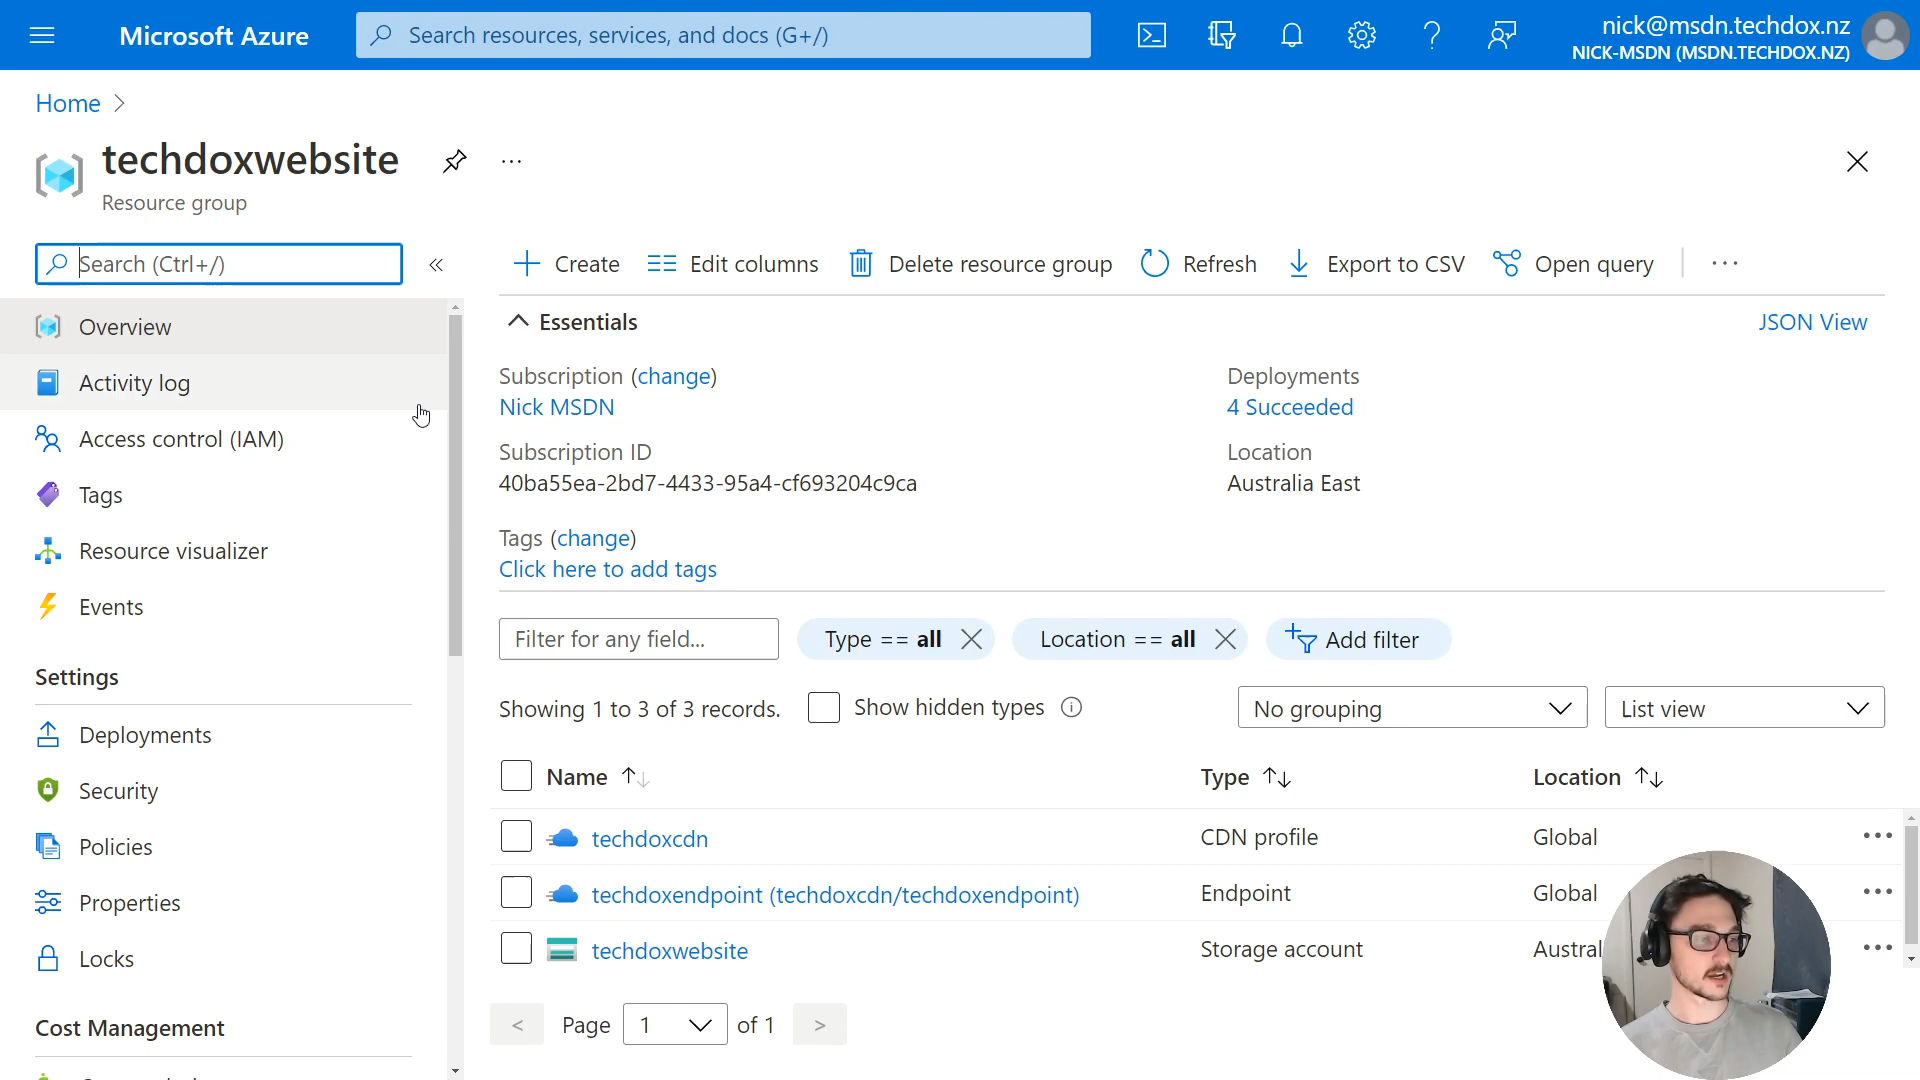 Microsoft Azure
Search resources, services, and docs (G+/)
nick@msdn.techdox.nz
NICK-MSDN (MSDN.TECHDOX.NZ)
Home >
techdoxwebsite
...
Resource group
Search (Ctrl+/)
«
Create
Edit columns
Delete resource group
Refresh
Export to CSV
Open query
...
Overview
Activity log
Access control (IAM)
Tags
Resource visualizer
Events
Settings
Deployments
Security
Policies
Properties
Locks
Cost Management
Essentials
JSON View
Subscription (change)
Nick MSDN
Deployments
4 Succeeded
Subscription ID
40ba55ea-2bd7-4433-95a4-cf693204c9ca
Location
Australia East
Tags (change)
Click here to add tags
Filter for any field...
Type == all
Location == all
Add filter
Showing 1 to 3 of 3 records.
Show hidden types
No grouping
List view
Name
Type
Location
techdoxcdn
CDN profile
Global
techdoxendpoint (techdoxcdn/techdoxendpoint)
Endpoint
Global
techdoxwebsite
Storage account
Austral
< Page 1 of 1 >